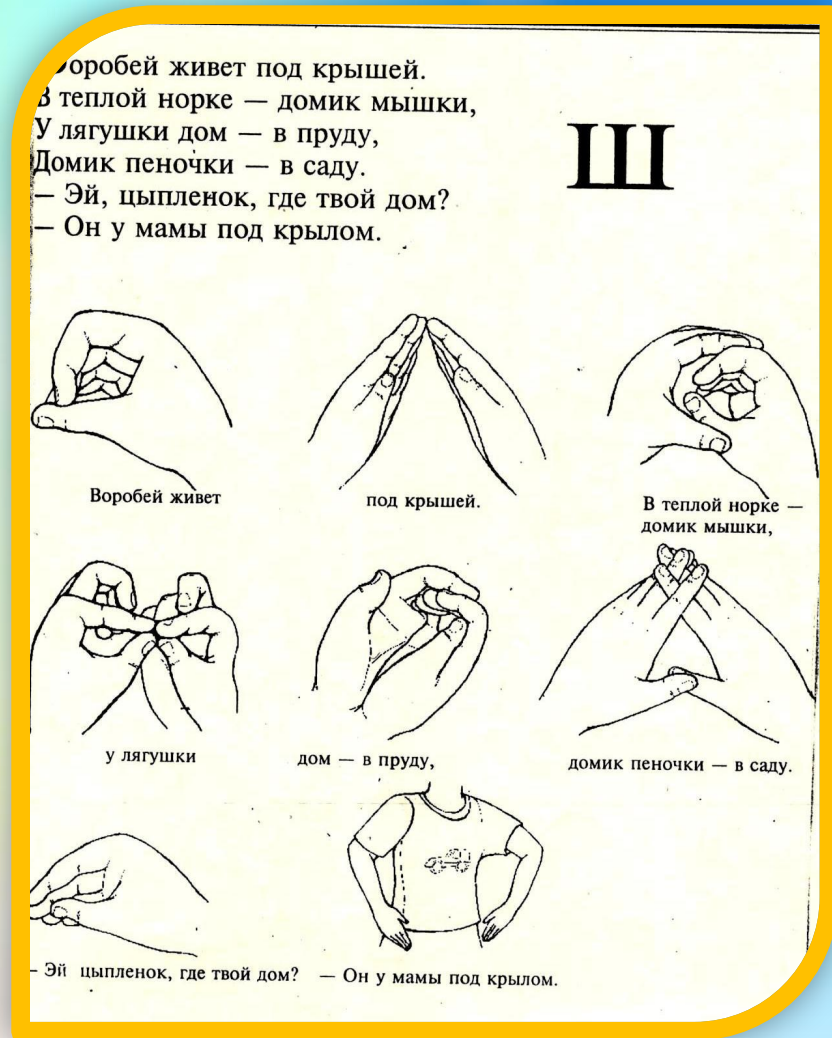 Воробей живет под крышей.
В теплой норке — домик мышки,
У лягушки дом — в пруду,
Домик пеночки — в саду.
— Эй, цыпленок, где твой дом?
— Он у мамы под крылом.
Ш
Воробей живет
под крышей.
В теплой норке —
домик мышки,
у лягушки
дом — в пруду,
домик пеночки — в саду.
– Эй цыпленок, где твой дом?
— Он у мамы под крылом.